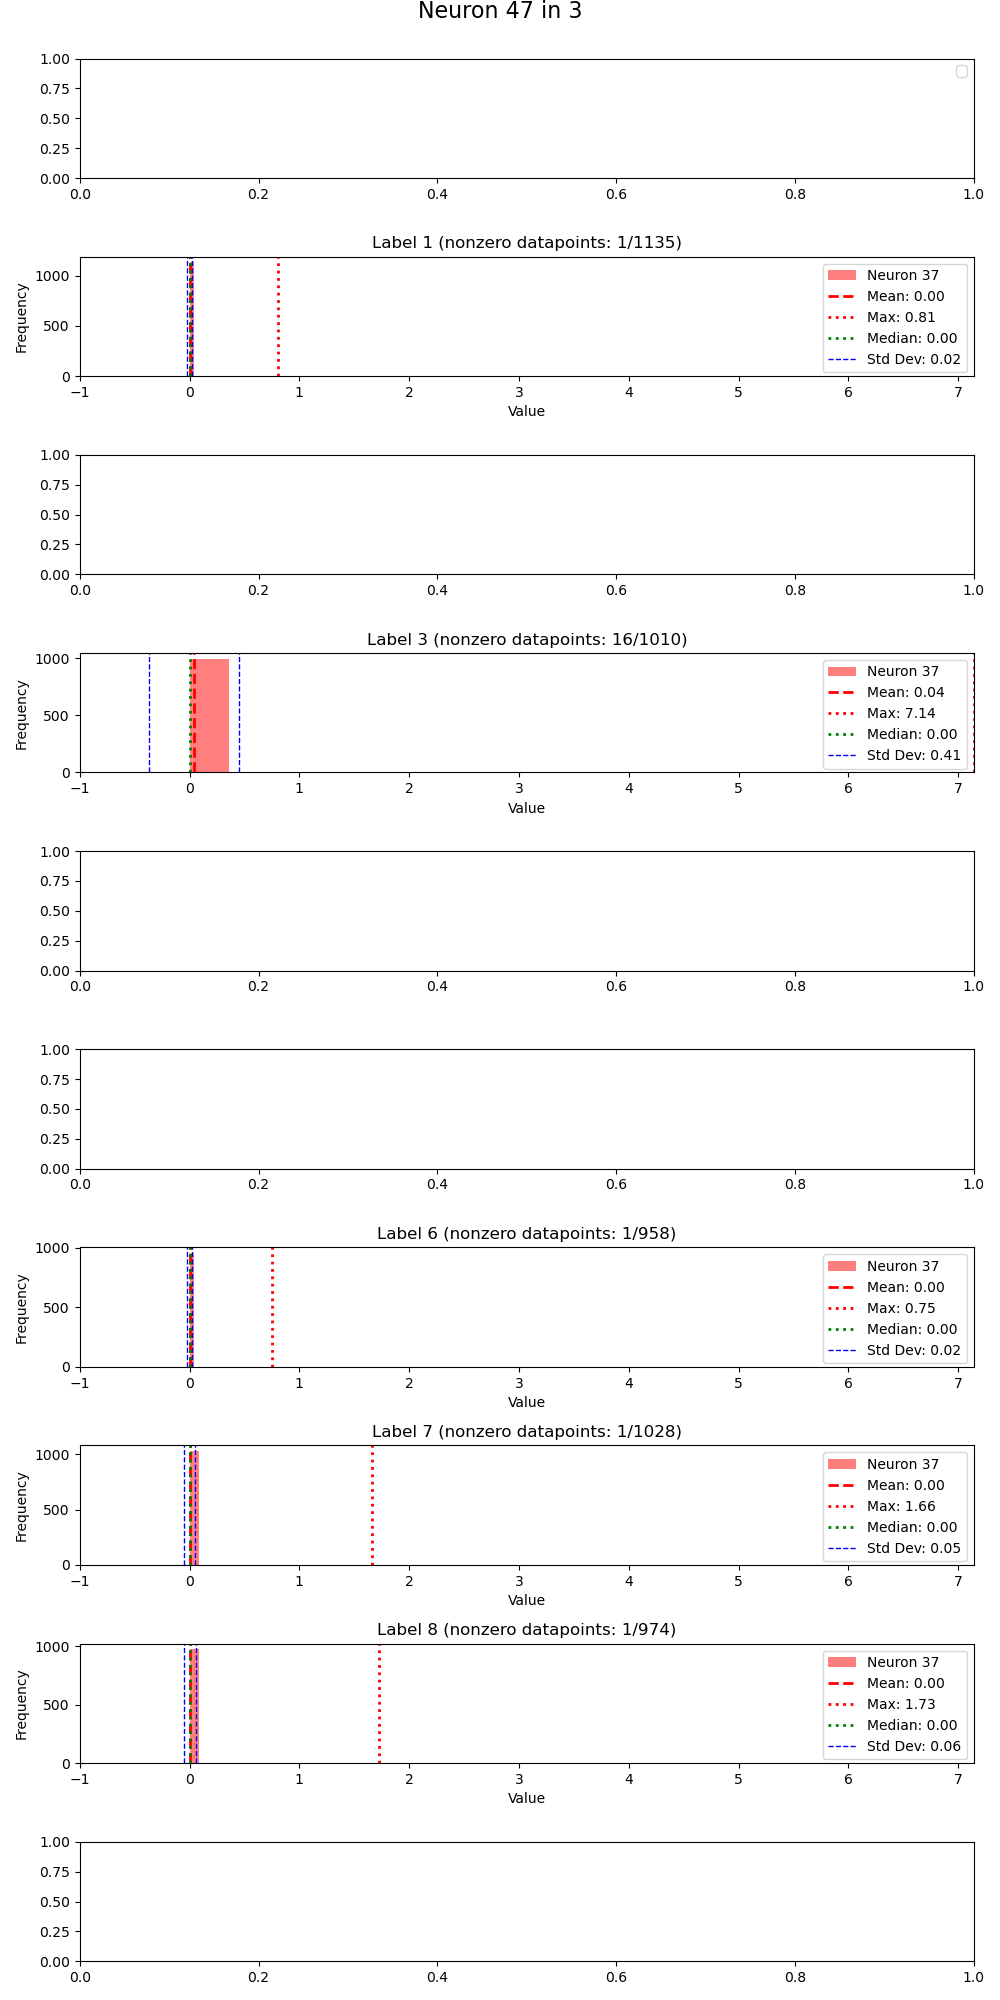 Neuron 47 in 3
1.00
0.75
0.50
0.25
0.00
0.0 0.2 0.4 0.6 0.8 1.0
Label 1 (nonzero datapoints: 1/1135)
Frequency
1000
500
0
Neuron 37
Mean: 0.00
Max: 0.81
Median: 0.00
Std Dev: 0.02
−1 0 1 2 3 4 5 6 7
Value
1.00
0.75
0.50
0.25
0.00
0.0 0.2 0.4 0.6 0.8 1.0
Label 3 (nonzero datapoints: 16/1010)
Frequency
1000
500
0
Neuron 37
Mean: 0.04
Max: 7.14
Median: 0.00
Std Dev: 0.41
−1 0 1 2 3 4 5 6 7
Value
1.00
0.75
0.50
0.25
0.00
0.0 0.2 0.4 0.6 0.8 1.0
1.00
0.75
0.50
0.25
0.00
0.0 0.2 0.4 0.6 0.8 1.0
Label 6 (nonzero datapoints: 1/958)
Frequency
1000
500
0
Neuron 37
Mean: 0.00
Max: 0.75
Median: 0.00
Std Dev: 0.02
−1 0 1 2 3 4 5 6 7
Value
Label 7 (nonzero datapoints: 1/1028)
Frequency
1000
500
0
Neuron 37
Mean: 0.00
Max: 1.66
Median: 0.00
Std Dev: 0.05
−1 0 1 2 3 4 5 6 7
Value
Label 8 (nonzero datapoints: 1/974)
Frequency
1000
500
0
Neuron 37
Mean: 0.00
Max: 1.73
Median: 0.00
Std Dev: 0.06
−1 0 1 2 3 4 5 6 7
Value
1.00
0.75
0.50
0.25
0.00
0.0 0.2 0.4 0.6 0.8 1.0